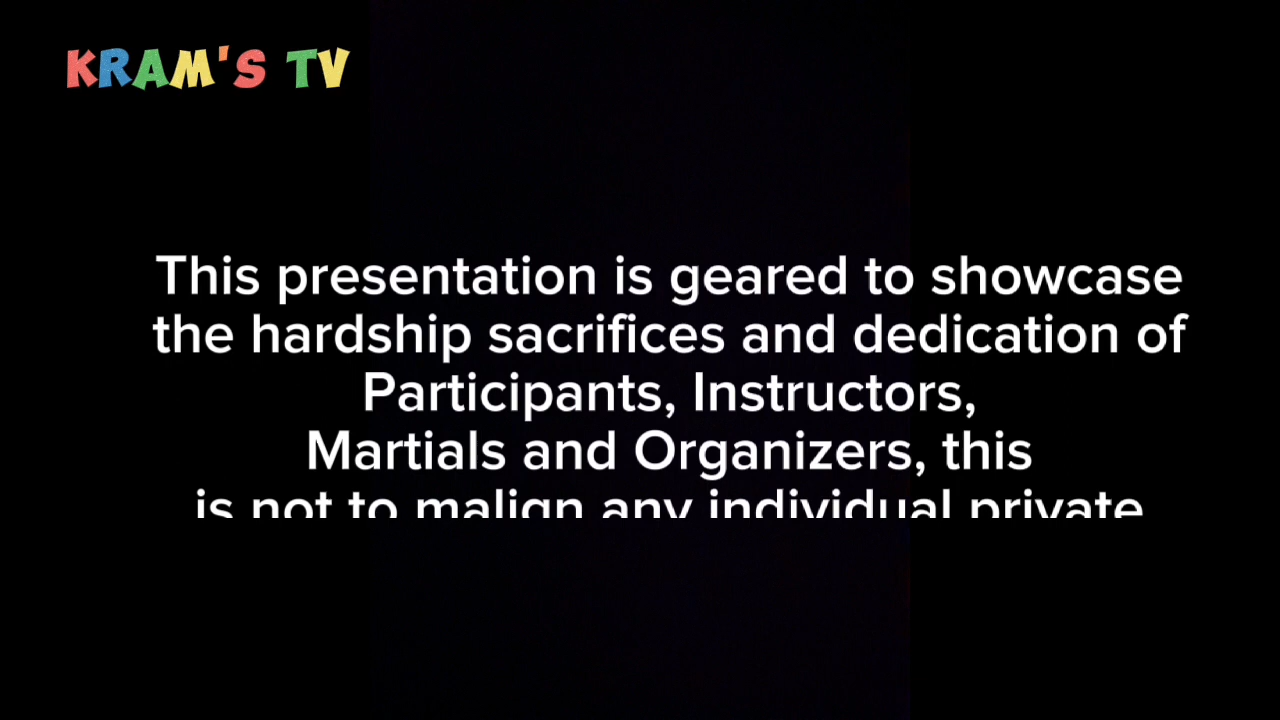 KRAM'S TV
This presentation is geared to showcase
the hardship sacrifices and dedication of
Participants, Instructors,
Martials and Organizers, this
is not to malign any individual private